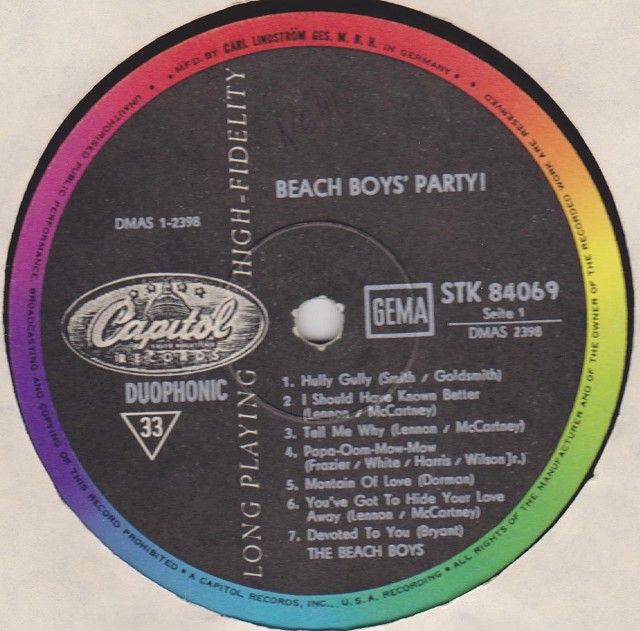 MFD. BY CARL LINDSTRÖM GES. M. B. H. IN GERMANY
UNAUTHORISED PUBLIC PERFORMANCE, BROADCASTING AND COPYING OF THIS RECORD PROHIBITED • A CAPITOL RECORDS, INC., U. S. A. RECORDING • ALL RIGHTS OF THE MANUFACTURER AND OF THE OWNER OF THE RECORDED WORK ARE RESERVED
LONG PLAYING HIGH-FIDELITY
BEACH BOYS' PARTY!
DMAS 1-2398
Capitol
RECORDS
DUOPHONIC
33
GEMA
STK 84069
Seite 1
DMAS 2398
1. Hully Gully (Smith / Goldsmith)
2 I Should Have Known Better
(Lennon / McCartney)
3. Tell Me Why (Lennon / McCartney)
4. Papa-Oom-Mow-Mow
(Frazier / White / Harris / Wilson Jr.)
5. Montain Of Love (Dorman)
6. You've Got To Hide Your Love
Away (Lennon / McCartney)
7. Devoted To You (Bryant)
THE BEACH BOYS